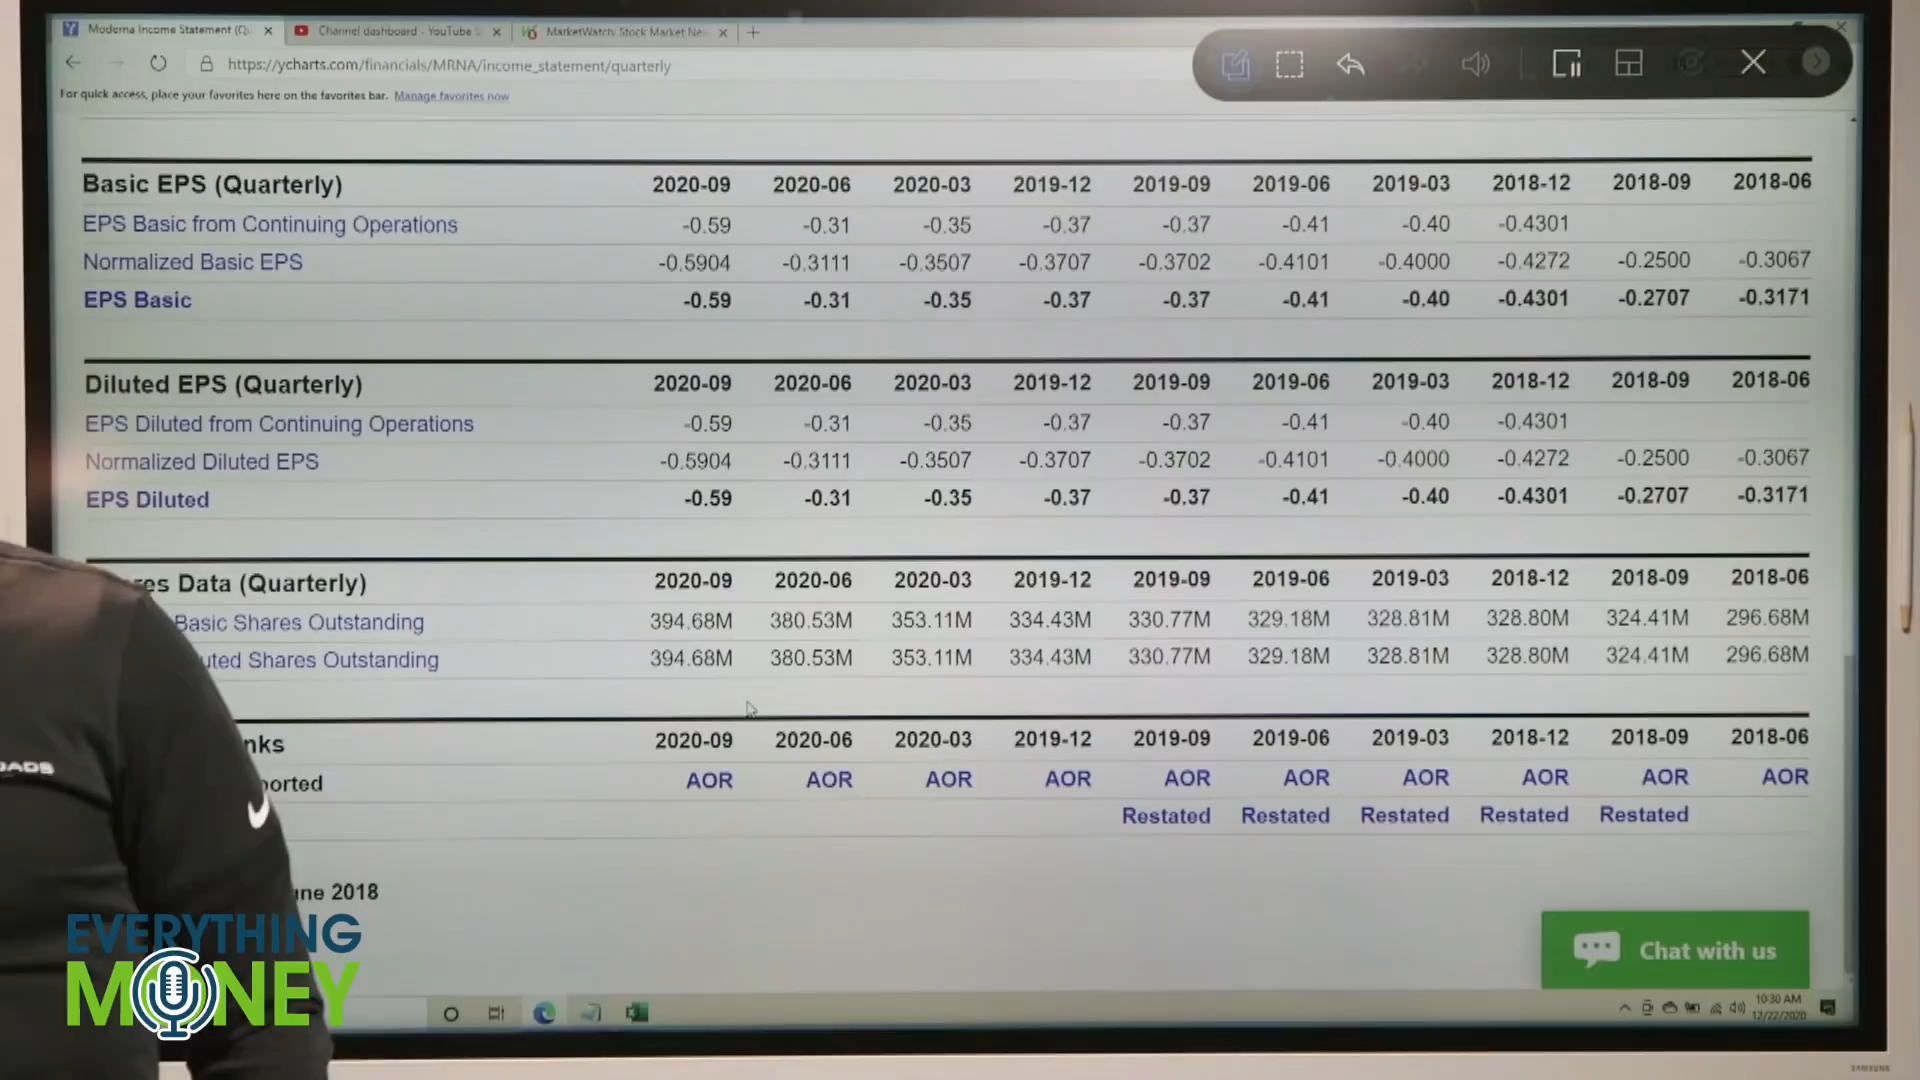 Moderna Income Statement (Qu
Channel dashboard - YouTube S
MarketWatch: Stock Market Nev
https://ycharts.com/financials/MRNA/income_statement/quarterly
For quick access, place your favorites here on the favorites bar. Manage favorites now
Basic EPS (Quarterly) 2020-09 2020-06 2020-03 2019-12 2019-09 2019-06 2019-03 2018-12 2018-09 2018-06
EPS Basic from Continuing Operations -0.59 -0.31 -0.35 -0.37 -0.37 -0.41 -0.40 -0.4301
Normalized Basic EPS -0.5904 -0.3111 -0.3507 -0.3707 -0.3702 -0.4101 -0.4000 -0.4272 -0.2500 -0.3067
EPS Basic -0.59 -0.31 -0.35 -0.37 -0.37 -0.41 -0.40 -0.4301 -0.2707 -0.3171
Diluted EPS (Quarterly) 2020-09 2020-06 2020-03 2019-12 2019-09 2019-06 2019-03 2018-12 2018-09 2018-06
EPS Diluted from Continuing Operations -0.59 -0.31 -0.35 -0.37 -0.37 -0.41 -0.40 -0.4301
Normalized Diluted EPS -0.5904 -0.3111 -0.3507 -0.3707 -0.3702 -0.4101 -0.4000 -0.4272 -0.2500 -0.3067
EPS Diluted -0.59 -0.31 -0.35 -0.37 -0.37 -0.41 -0.40 -0.4301 -0.2707 -0.3171
res Data (Quarterly) 2020-09 2020-06 2020-03 2019-12 2019-09 2019-06 2019-03 2018-12 2018-09 2018-06
Basic Shares Outstanding 394.68M 380.53M 353.11M 334.43M 330.77M 329.18M 328.81M 328.80M 324.41M 296.68M
uted Shares Outstanding 394.68M 380.53M 353.11M 334.43M 330.77M 329.18M 328.81M 328.80M 324.41M 296.68M
nks 2020-09 2020-06 2020-03 2019-12 2019-09 2019-06 2019-03 2018-12 2018-09 2018-06
ported AOR AOR AOR AOR AOR AOR AOR AOR AOR AOR
Restated Restated Restated Restated Restated
une 2018
OADS
EVERYTHING
MONEY
Chat with us
10:30 AM
12/22/2020
SAMSUNG